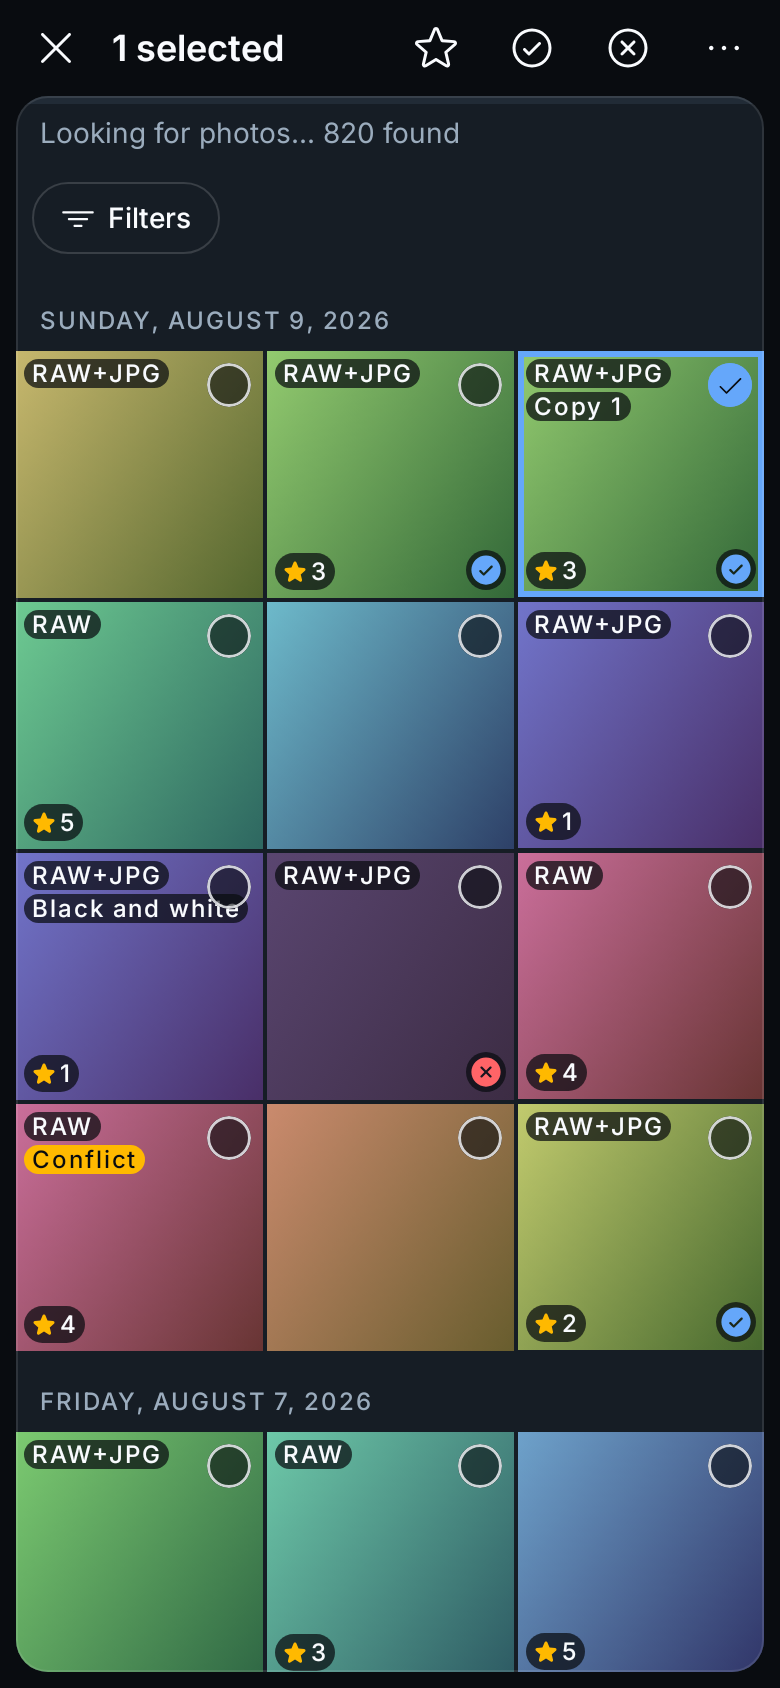 1 selected
Looking for photos... 820 found
Filters
SUNDAY, AUGUST 9, 2026
RAW+JPG
RAW+JPG
3
RAW+JPG
Copy 1
3
RAW
5
RAW+JPG
1
RAW+JPG
Black and white
1
RAW+JPG
RAW
4
RAW
Conflict
4
RAW+JPG
2
FRIDAY, AUGUST 7, 2026
RAW+JPG
RAW
3
5